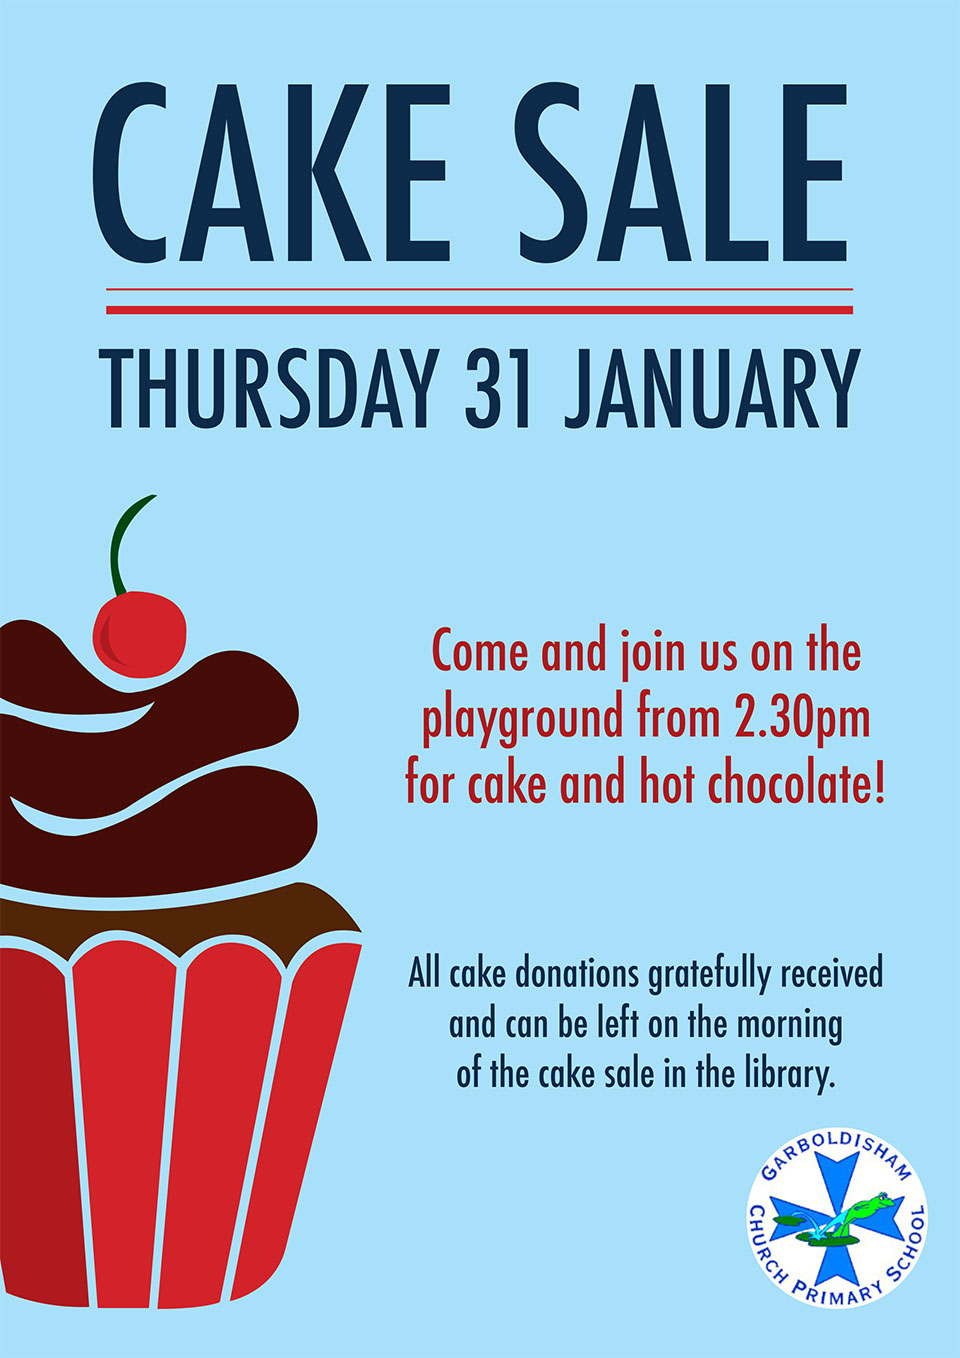 CAKE SALE
THURSDAY 31 JANUARY
Come and join us on the
playground from 2.30pm
for cake and hot chocolate!
All cake donations gratefully received
and can be left on the morning
of the cake sale in the library.
GARBOLDISHAM
CHURCH PRIMARY SCHOOL